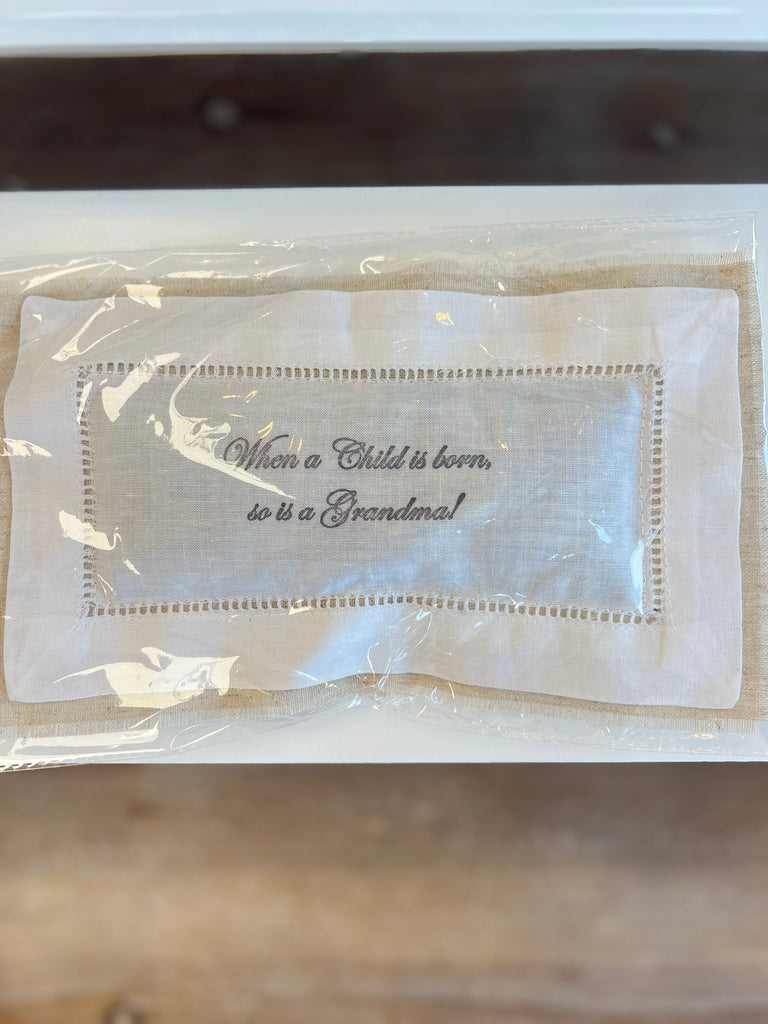 When a Child is born,
so is a Grandma!